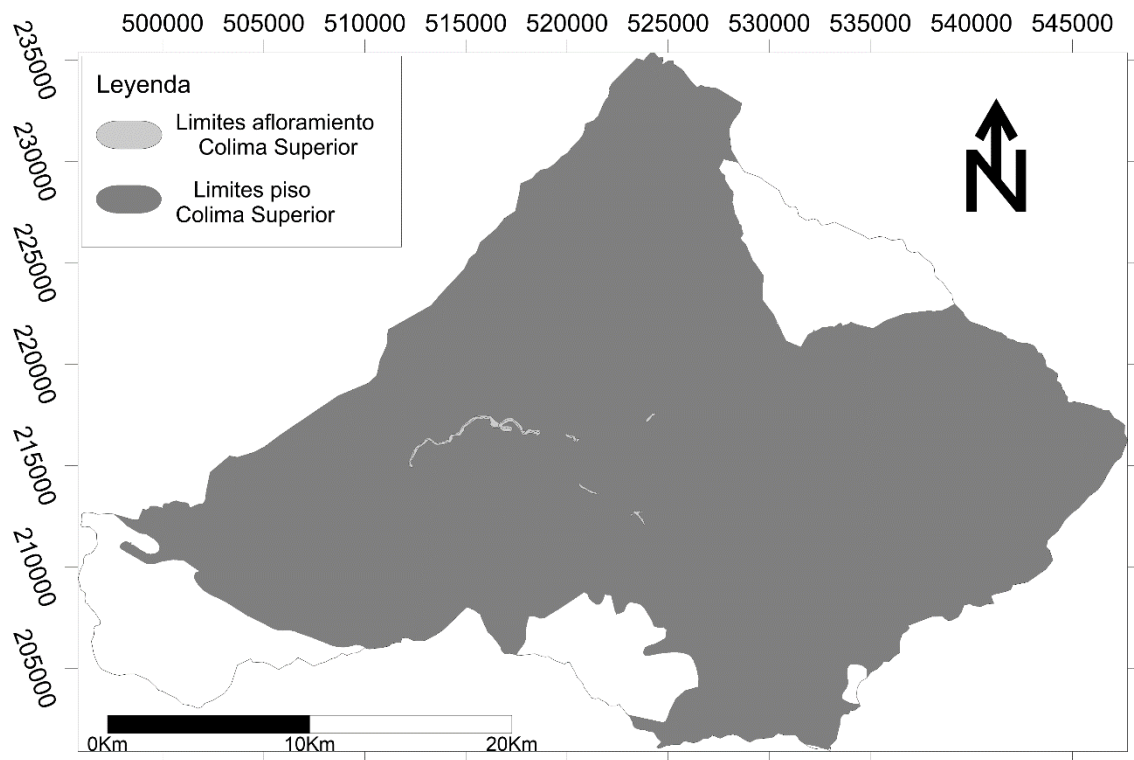 500000 505000 510000 515000 520000 525000 530000 535000 540000 545000
235000
230000
225000
220000
215000
210000
205000
Leyenda
Limites afloramiento
Colima Superior
Limites piso
Colima Superior
N
0Km 10Km 20Km